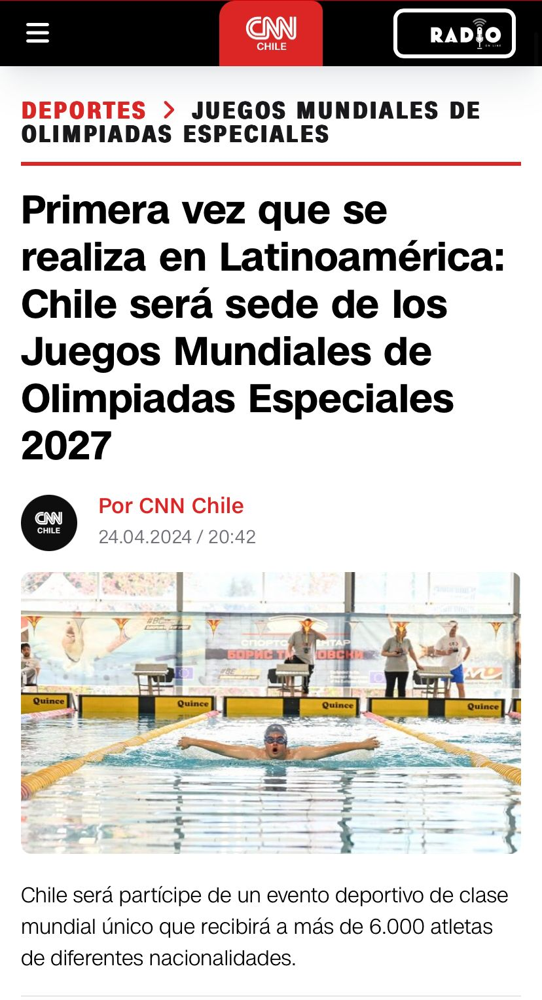 CNN
CHILE
RADIO
ON LINE
DEPORTES > JUEGOS MUNDIALES DE
OLIMPIADAS ESPECIALES
Primera vez que se
realiza en Latinoamérica:
Chile será sede de los
Juegos Mundiales de
Olimpiadas Especiales
2027
CNN
CHILE
Por CNN Chile
24.04.2024 / 20:42
Quince
Quince
Quince
Quince
Chile será partícipe de un evento deportivo de clase
mundial único que recibirá a más de 6.000 atletas
de diferentes nacionalidades.